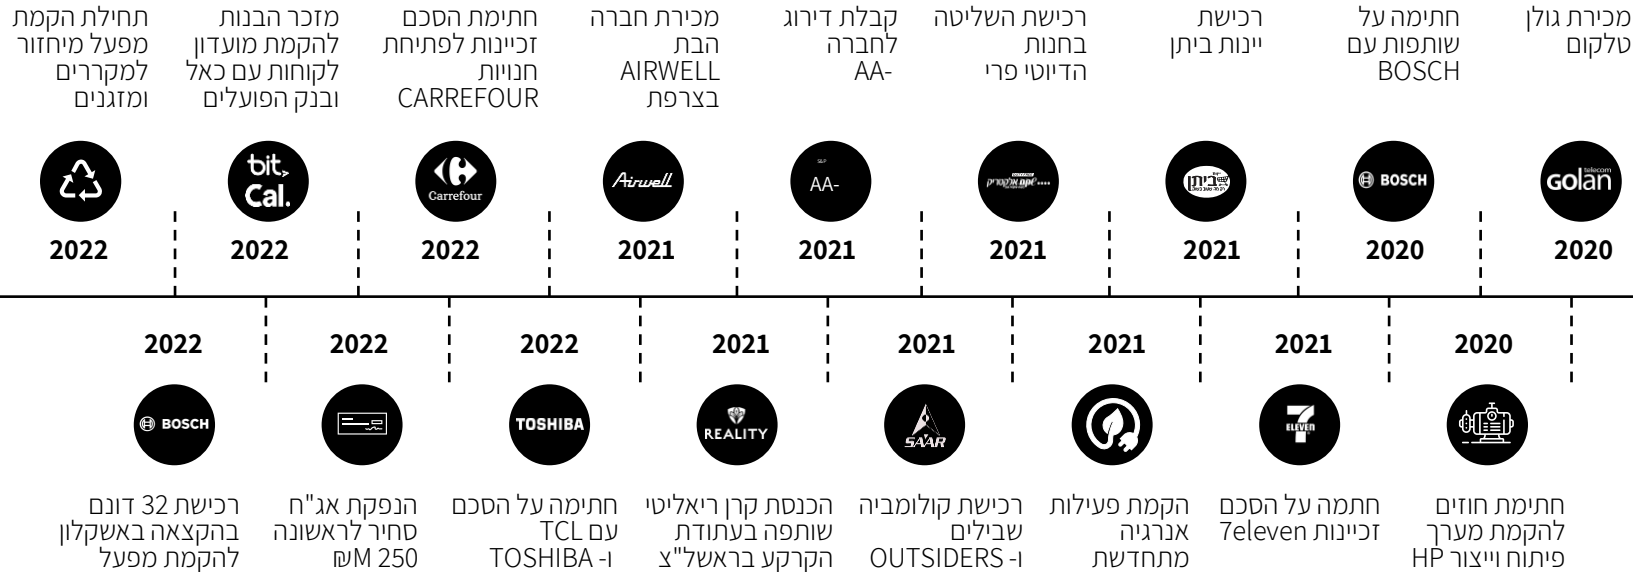 מכירת גולן
טלקום
golan
telecom
2020
חתימה על
שותפות עם
BOSCH
BOSCH
2020
רכישת
יינות ביתן
ביתן
2021
רכישת השליטה
בחנות
הדיוטי פרי
2021
קבלת דירוג
לחברה
AA-
S&P
AA-
2021
מכירת חברה
הבת
AIRWELL
בצרפת
Airwell
2021
חתימת הסכם
זכיינות לפתיחת
חנויות
CARREFOUR
Carrefour
2022
מזכר הבנות
להקמת מועדון
לקוחות עם כאל
ובנק הפועלים
bit
Cal.
2022
תחילת הקמת
מפעל מיחזור
למקררים
ומזגנים
2022
2020
חתימת חוזים
להקמת מערך
פיתוח וייצור HP
2021
7
ELEVEN
חתמה על הסכם
זכיינות 7eleven
2021
הקמת פעילות
אנרגיה
מתחדשת
2021
SAAR
רכישת קולומביה
שבילים
ו- OUTSIDERS
2021
REALITY
הכנסת קרן ריאליטי
שותפה בעתודת
הקרקע בראשל"צ
2022
TOSHIBA
חתימה על הסכם
עם TCL
ו- TOSHIBA
2022
הנפקת אג"ח
סחיר לראשונה
250 M₪
2022
BOSCH
רכישת 32 דונם
בהקצאה באשקלון
להקמת מפעל